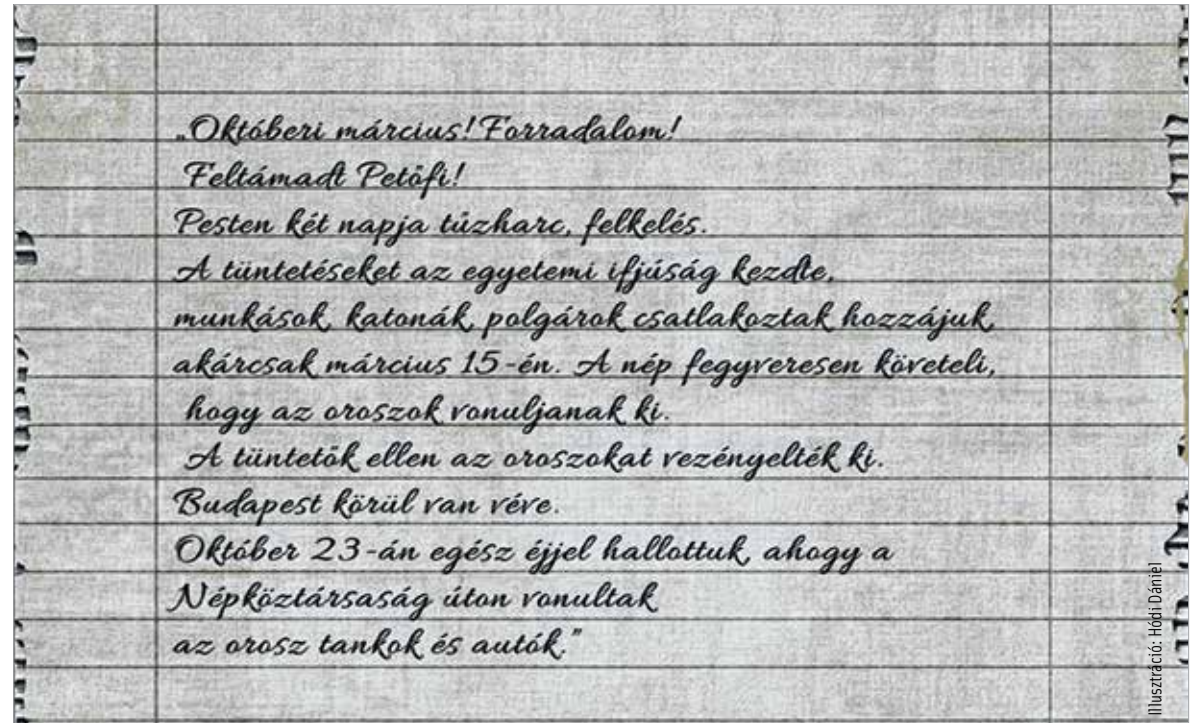 „Októberi március! Forradalom!
Feltámadt Petőfi!
Pesten két napja tűzharc, felkelés.
A tüntetéseket az egyetemi ifjúság kezdte,
munkások, katonák, polgárok csatlakoztak hozzájuk,
akárcsak március 15-én. A nép fegyveresen követeli,
hogy az oroszok vonuljanak ki.
A tüntetők ellen az oroszokat vezényelték ki.
Budapest körül van véve.
Október 23-án egész éjjel hallottuk, ahogy a
Népköztársaság úton vonultak
az orosz tankok és autók.”
Illusztráció: Hódi Dániel